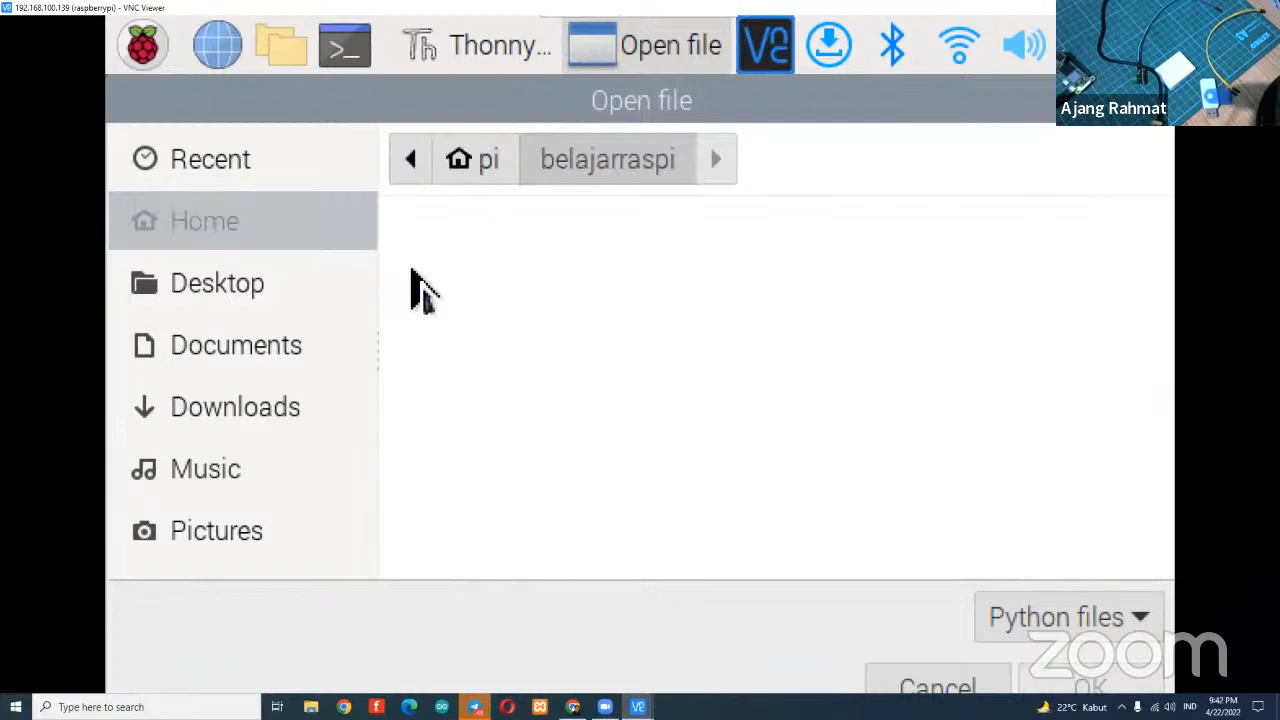 192.168.100.139 (raspberrypi) - VNC Viewer
Thonny...
Open file
Open file
Ajang Rahmat
Recent
pi
belajarraspi
Home
Desktop
Documents
Downloads
Music
Pictures
Python files
zoom
Cancel
OK
Type here to search
22°C Kabut
IND
9:42 PM
4/22/2022